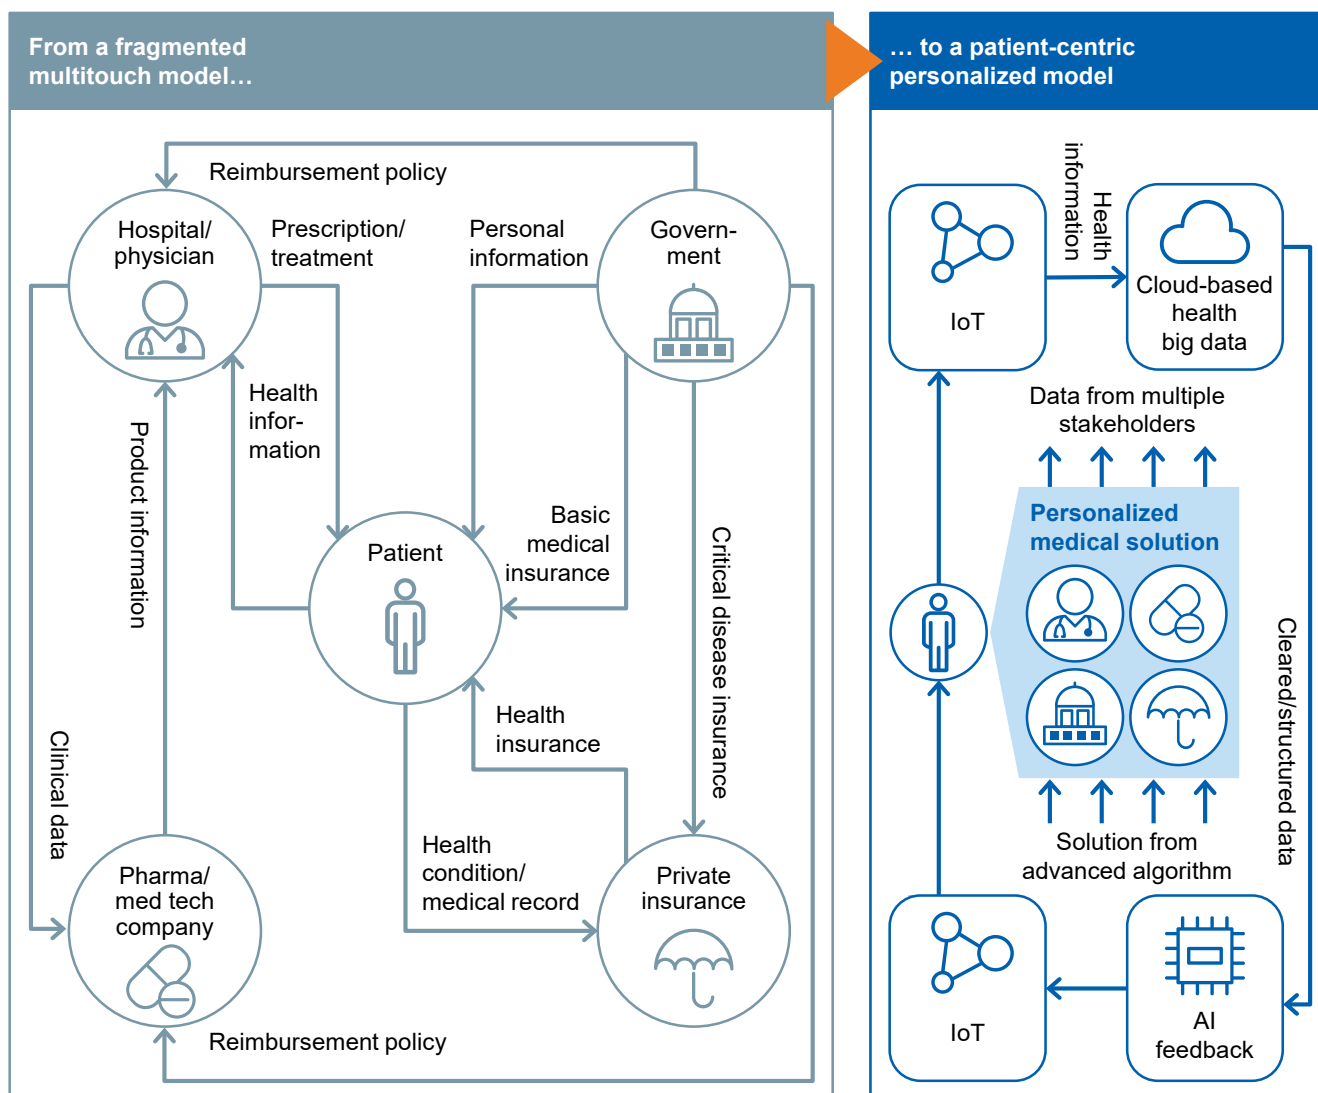 From a fragmented
multitouch model…
… to a patient-centric
personalized model
Reimbursement policy
Hospital/
physician
Prescription/
treatment
Personal
information
Govern-
ment
Health
infor-
mation
Product information
Patient
Basic
medical
insurance
Critical disease insurance
Health
insurance
Clinical data
Health
condition/
medical record
Pharma/
med tech
company
Private
insurance
Reimbursement policy
IoT
Health
information
Cloud-based
health
big data
Data from multiple
stakeholders
Personalized
medical solution
Cleared/structured data
Solution from
advanced algorithm
IoT
AI
feedback